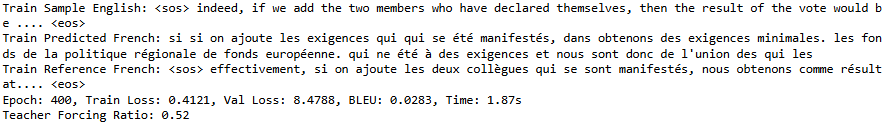 Train Sample English: <sos> indeed, if we add the two members who have declared themselves, then the result of the vote would b
e .... <eos>
Train Predicted French: si si on ajoute les exigences qui qui se été manifestés, dans obtenons des exigences minimales. les fon
ds de la politique régionale de fonds européenne. qui ne été à des exigences et nous sont donc de l'union des qui les
Train Reference French: <sos> effectivement, si on ajoute les deux collègues qui se sont manifestés, nous obtenons comme résult
at.... <eos>
Epoch: 400, Train Loss: 0.4121, Val Loss: 8.4788, BLEU: 0.0283, Time: 1.87s
Teacher Forcing Ratio: 0.52